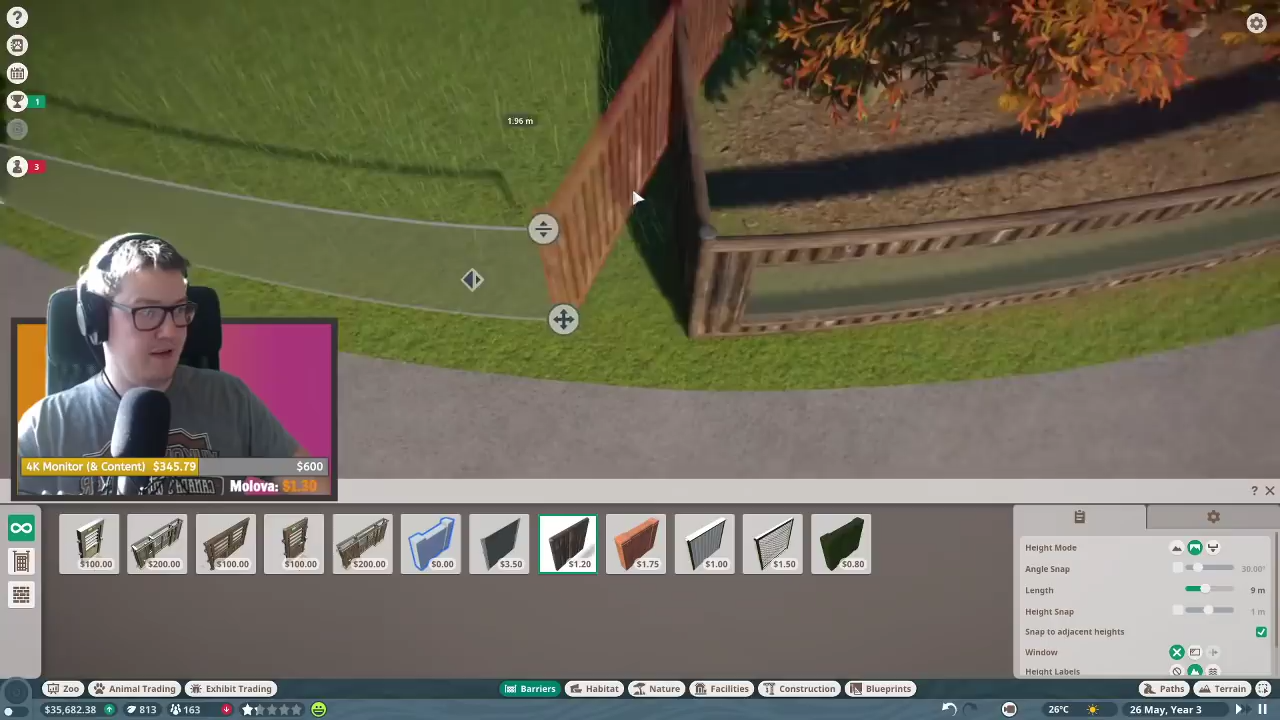 ?
1
3
1.96 m
4K Monitor (& Content) $345.79 $600
Molova: $1.30
?
$100.00 $200.00 $100.00 $100.00 $200.00 $0.00 $3.50 $1.20 $1.75 $1.00 $1.50 $0.80
Height Mode
Angle Snap 30.00°
Length 9 m
Height Snap 1 m
Snap to adjacent heights
Window
Height Labels
Zoo Animal Trading Exhibit Trading Barriers Habitat Nature Facilities Construction Blueprints Paths Terrain
$35,682.38 813 163 26°C 26 May, Year 3